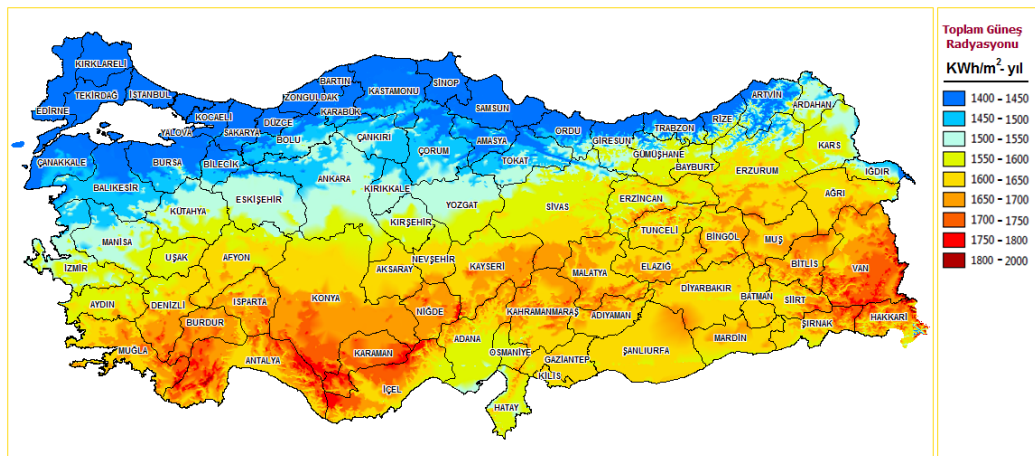 Toplam Güneş
Radyasyonu
KWh/m²- yıl
1400 - 1450
1450 - 1500
1500 - 1550
1550 - 1600
1600 - 1650
1650 - 1700
1700 - 1750
1750 - 1800
1800 - 2000
KIRKLARELİ
TEKİRDAĞ
İSTANBUL
EDİRNE
KOCAELİ
YALOVA
SAKARYA
DÜZCE
BOLU
ZONGULDAK
BARTIN
KARABÜK
KASTAMONU
SİNOP
SAMSUN
ÇANKIRI
ÇORUM
AMASYA
TOKAT
ORDU
GİRESUN
TRABZON
RİZE
ARTVİN
ARDAHAN
KARS
IĞDIR
GÜMÜŞHANE
BAYBURT
ERZURUM
AĞRI
ÇANAKKALE
BURSA
BİLECİK
BALIKEŞİR
KÜTAHYA
ESKİŞEHİR
ANKARA
KIRIKKALE
YOZGAT
KIRŞEHİR
SİVAS
ERZİNCAN
TUNCELİ
BİNGÖL
MUŞ
BİTLİS
VAN
MANİSA
İZMİR
UŞAK
AFYON
AKSARAY
NEVŞEHİR
KAYSERİ
MALATYA
ELAZIĞ
DİYARBAKIR
BATMAN
SİİRT
ŞIRNAK
HAKKARİ
AYDIN
DENİZLİ
ISPARTA
BURDUR
KONYA
NİĞDE
KAHRAMANMARAŞ
ADIYAMAN
MARDİN
ŞANLIURFA
MUĞLA
ANTALYA
KARAMAN
İÇEL
ADANA
OSMANİYE
GAZİANTEP
KİLİS
HATAY